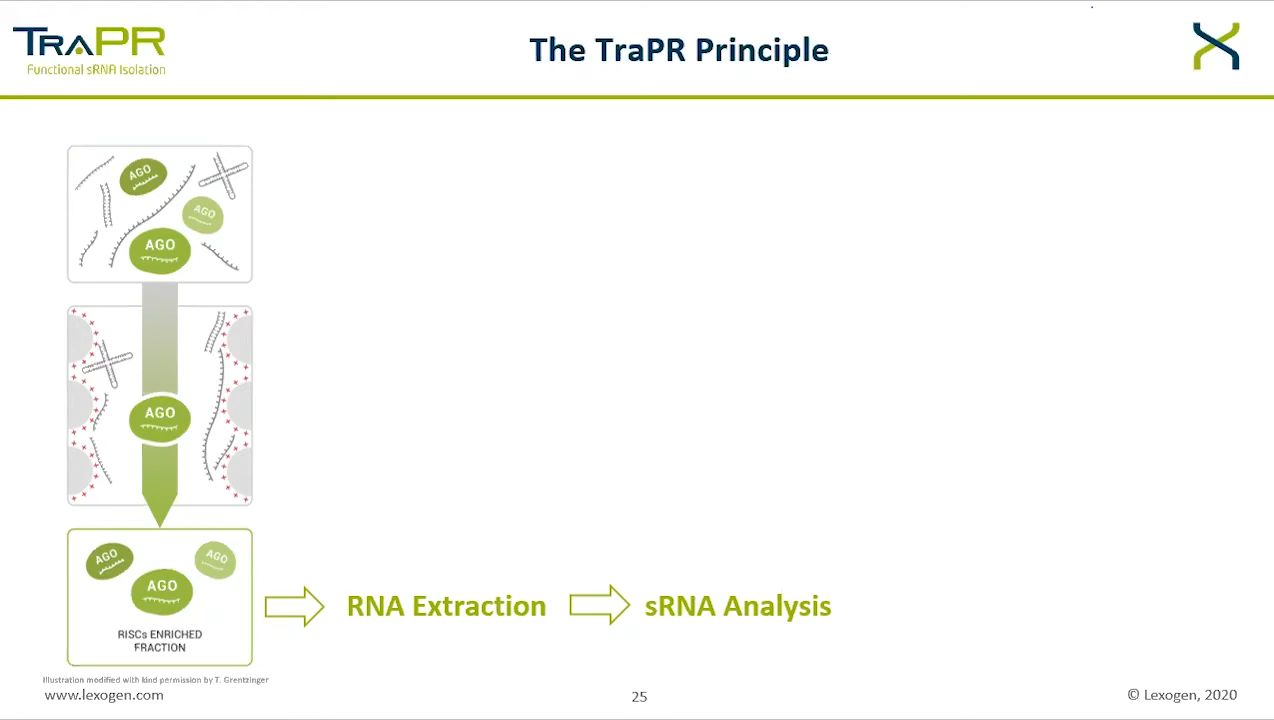 TRAPR
Functional sRNA Isolation
The TraPR Principle
AGO
AGO
AGO
AGO
AGO
AGO
AGO
RISCs ENRICHED
FRACTION
RNA Extraction
sRNA Analysis
Illustration modified with kind permission by T. Grentzinger
www.lexogen.com
25
© Lexogen, 2020